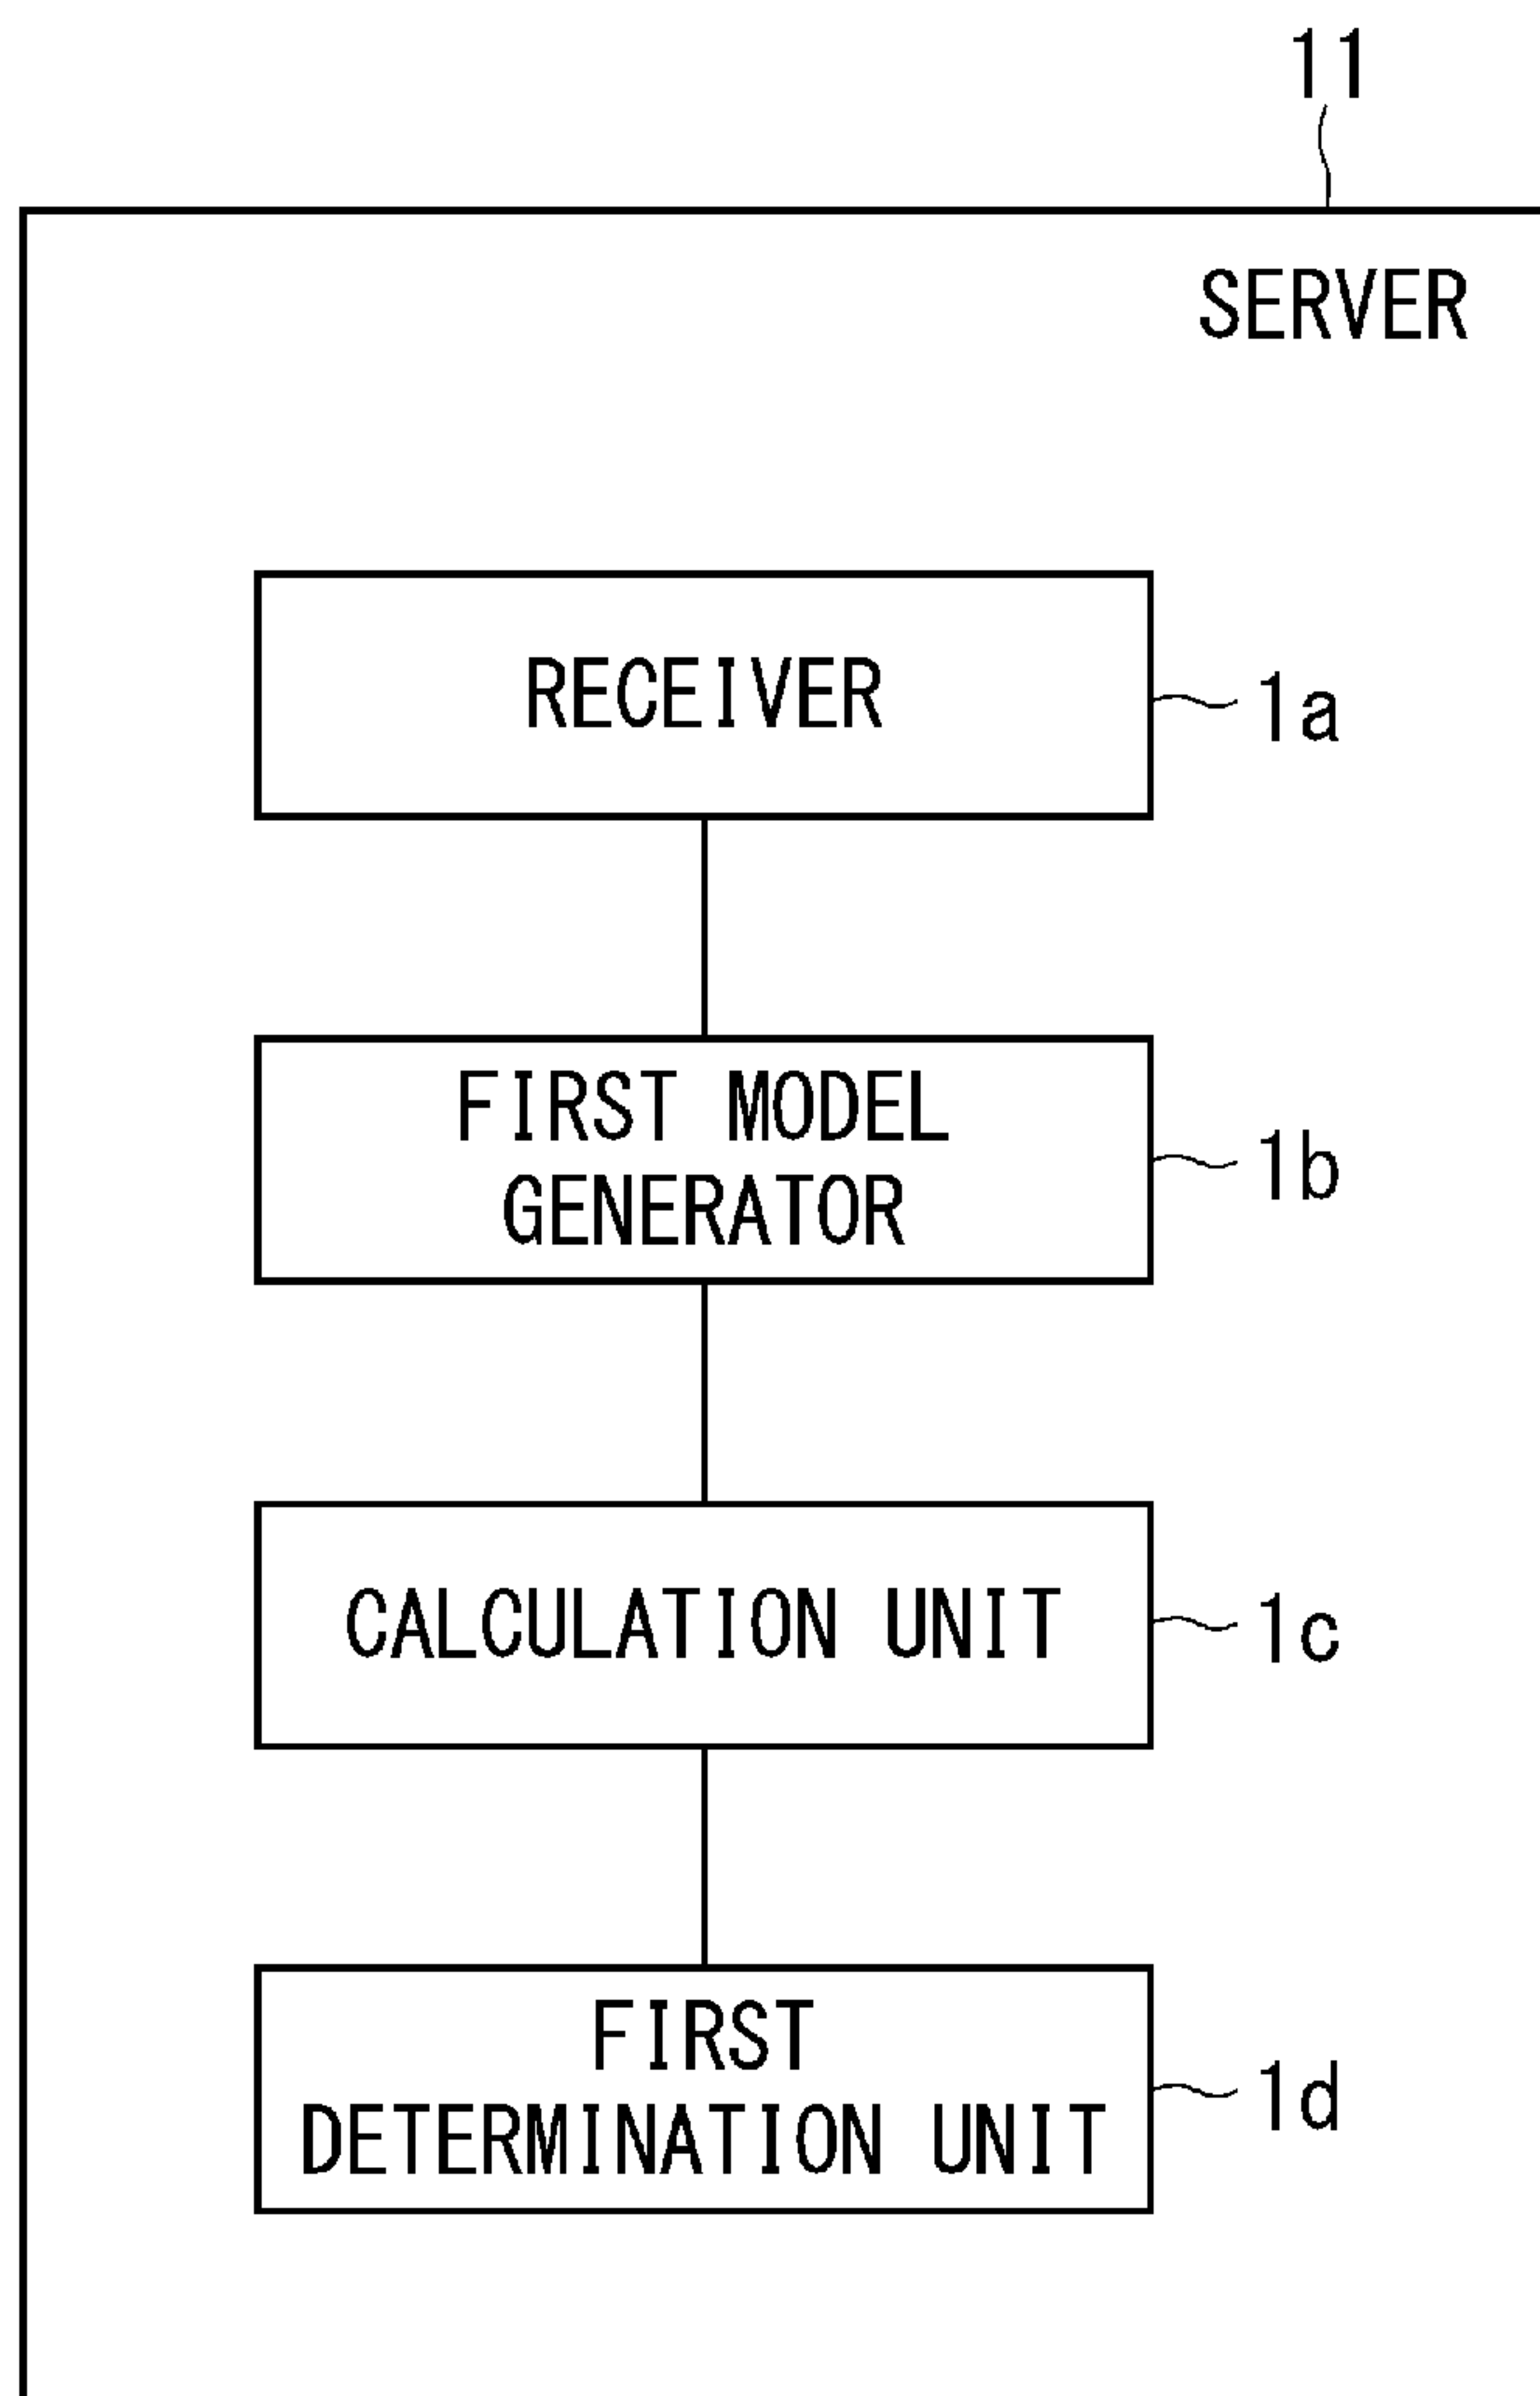 11
SERVER
RECEIVER
1a
FIRST MODEL
GENERATOR
1b
CALCULATION UNIT
1c
FIRST
DETERMINATION UNIT
1d